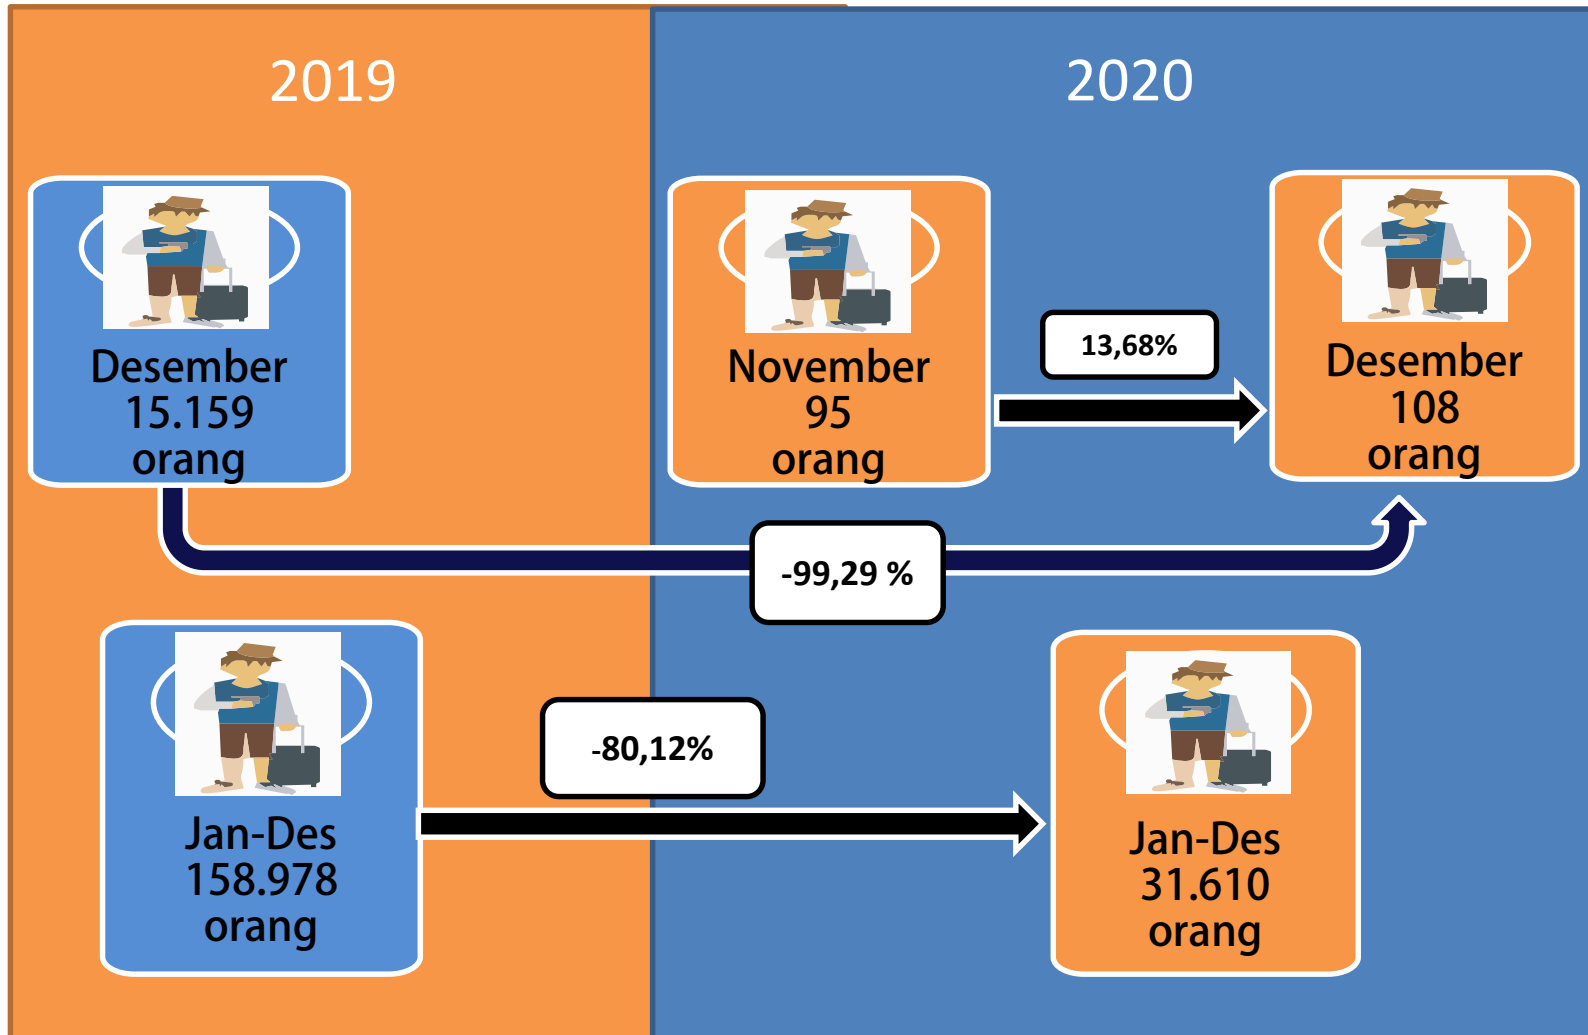 2019
2020
Desember
15.159
orang
November
95
orang
13,68%
Desember
108
orang
-99,29 %
Jan-Des
158.978
orang
-80,12%
Jan-Des
31.610
orang